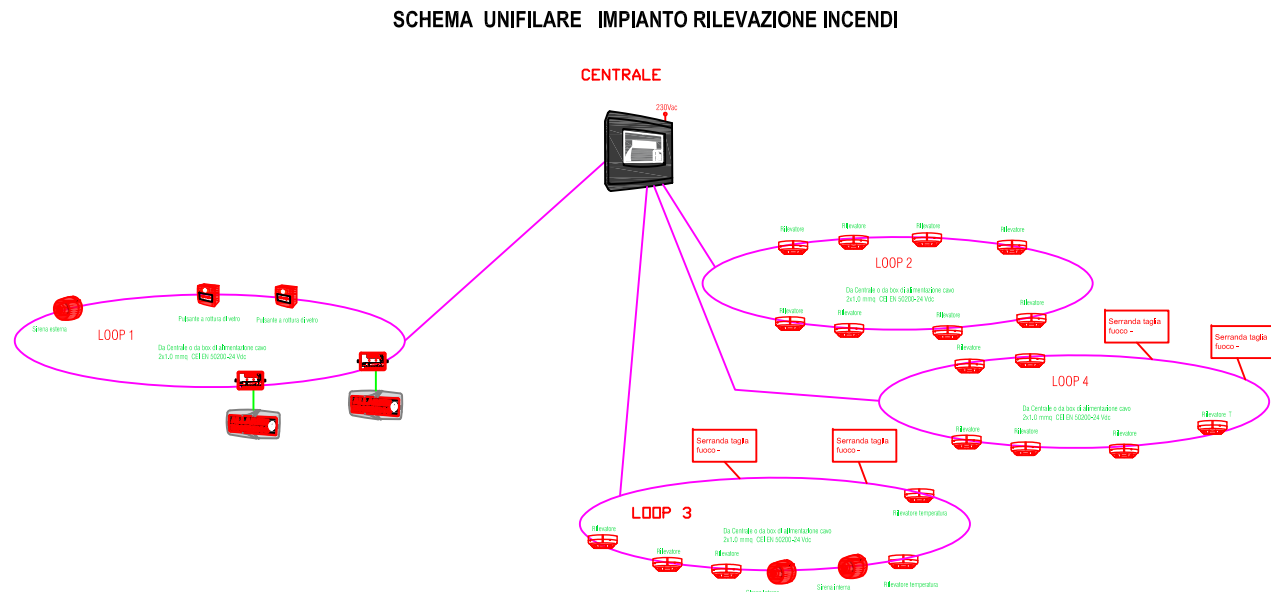 SCHEMA UNIFILARE IMPIANTO RILEVAZIONE INCENDI
CENTRALE
230Vac
Rilevatore
Rilevatore
Rilevatore
Rilevatore
LOOP 2
Da Centrale o da box di alimentazione cavo
2x1,0 mmq CEI EN 50200-24 Vdc
Rilevatore
Rilevatore
Rilevatore
Rilevatore
Sirena esterna
Pulsante a rottura di vetro
Pulsante a rottura di vetro
LOOP 1
Da Centrale o da box di alimentazione cavo
2x1,0 mmq CEI EN 50200-24 Vdc
Serranda taglia
fuoco -
Serranda taglia
fuoco -
Rilevatore
LOOP 4
Da Centrale o da box di alimentazione cavo
2x1,0 mmq CEI EN 50200-24 Vdc
Rilevatore T
Rilevatore
Rilevatore
Rilevatore
Serranda taglia
fuoco -
Serranda taglia
fuoco -
LOOP 3
Rilevatore temperatura
Da Centrale o da box di alimentazione cavo
2x1,0 mmq CEI EN 50200-24 Vdc
Rilevatore
Rilevatore
Rilevatore
Sirena interna
Rilevatore temperatura